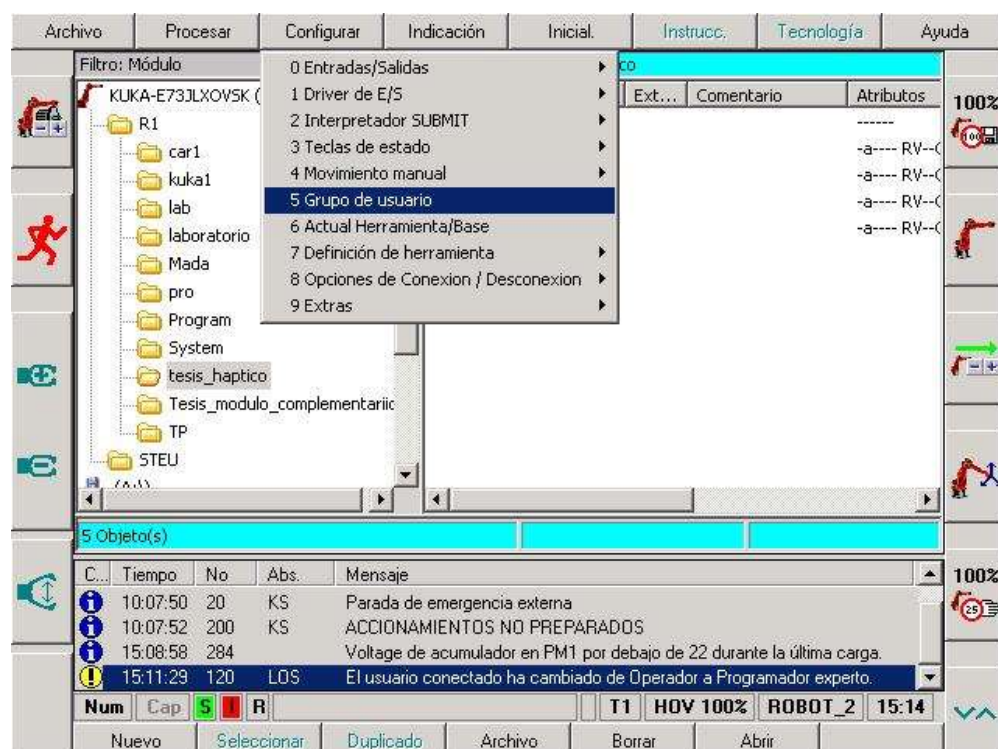 Archivo Procesar Configurar Indicación Inicial. Instrucc. Tecnología Ayuda
Filtro: Módulo
0 Entradas/Salidas
1 Driver de E/S
2 Interpretador SUBMIT
3 Teclas de estado
4 Movimiento manual
5 Grupo de usuario
6 Actual Herramienta/Base
7 Definición de herramienta
8 Opciones de Conexion / Desconexion
9 Extras
KUKA-E73JLXOVSK (
R1
car1
kuka1
lab
laboratorio
Mada
pro
Program
System
tesis_haptico
Tesis_modulo_complementariic
TP
STEU
co
Ext... Comentario Atributos
------
-a---- RV--(
-a---- RV--(
-a---- RV--(
-a---- RV--(
100%
100
5 Objeto(s)
C... Tiempo No Abs. Mensaje
10:07:50 20 KS Parada de emergencia externa
10:07:52 200 KS ACCIONAMIENTOS NO PREPARADOS
15:08:58 284 Voltage de acumulador en PM1 por debajo de 22 durante la última carga.
15:11:29 120 LOS El usuario conectado ha cambiado de Operador a Programador experto.
100%
25
Num Cap S I R T1 HOV 100% ROBOT_2 15:14
Nuevo Seleccionar Duplicado Archivo Borrar Abrir